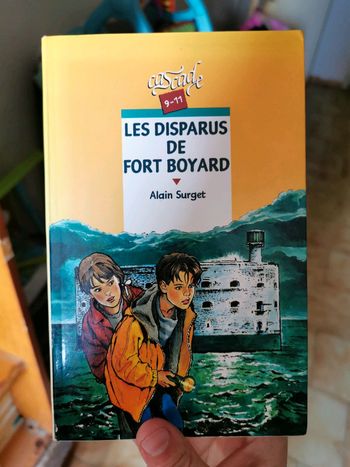 cascade
9-11
LES DISPARUS
DE
FORT BOYARD
Alain Surget